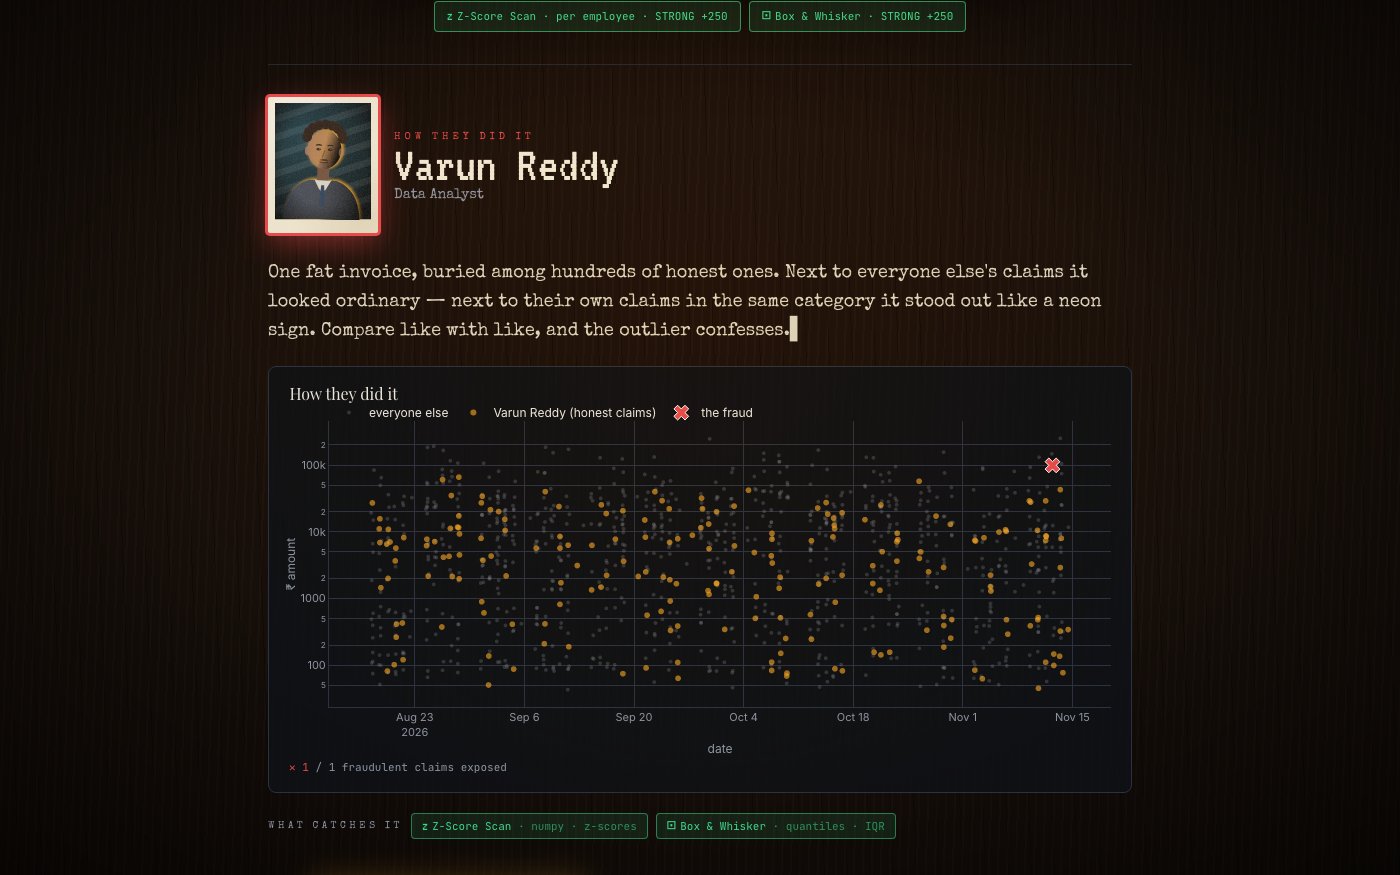 z Z-Score Scan · per employee · STRONG +250
Box & Whisker · STRONG +250
HOW THEY DID IT
Varun Reddy
Data Analyst
One fat invoice, buried among hundreds of honest ones. Next to everyone else's claims it
looked ordinary — next to their own claims in the same category it stood out like a neon
sign. Compare like with like, and the outlier confesses.
How they did it
everyone else
Varun Reddy (honest claims)
the fraud
2
100k
5
2
10k
5
2
1000
5
2
100
5
₹ amount
Aug 23
2026
Sep 6
Sep 20
Oct 4
Oct 18
Nov 1
Nov 15
date
× 1 / 1 fraudulent claims exposed
WHAT CATCHES IT
z Z-Score Scan · numpy · z-scores
Box & Whisker · quantiles · IQR